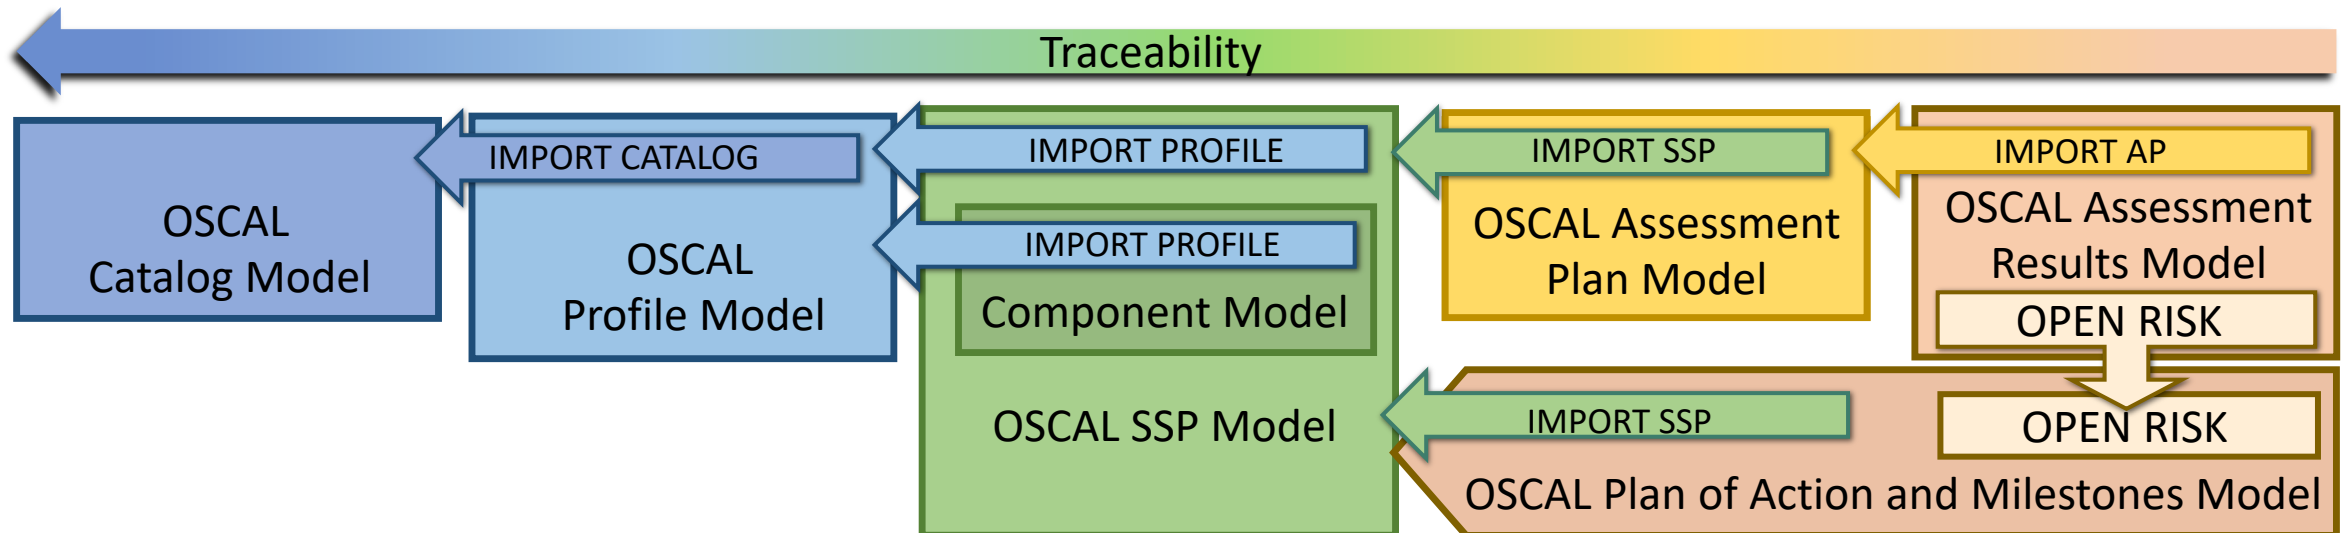 Traceability
IMPORT CATALOG
OSCAL
Catalog Model
OSCAL
Profile Model
IMPORT PROFILE
IMPORT PROFILE
Component Model
OSCAL SSP Model
IMPORT SSP
OSCAL Assessment
Plan Model
IMPORT AP
OSCAL Assessment
Results Model
OPEN RISK
IMPORT SSP
OPEN RISK
OSCAL Plan of Action and Milestones Model